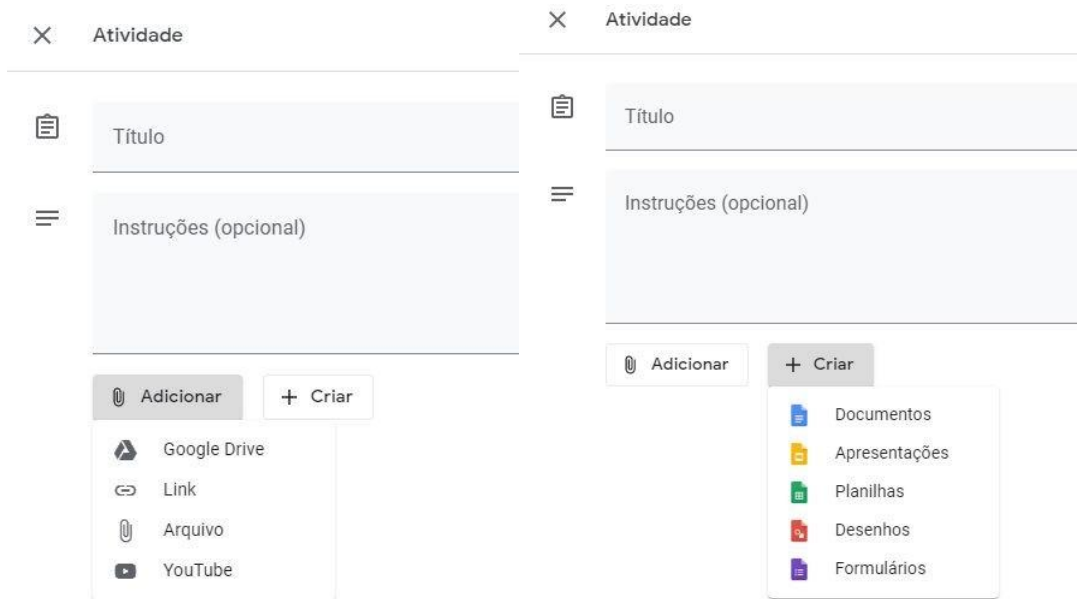 Atividade
Título
Instruções (opcional)
Adicionar
Criar
Google Drive
Link
Arquivo
YouTube
Atividade
Título
Instruções (opcional)
Adicionar
Criar
Documentos
Apresentações
Planilhas
Desenhos
Formulários